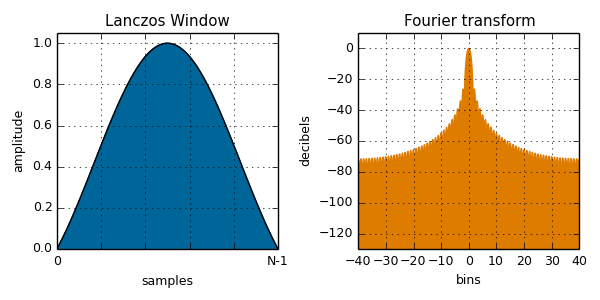 Lanczos Window
1.0
0.8
0.6
0.4
0.2
0.0
amplitude
0 N-1
samples
Fourier transform
0
−20
−40
−60
−80
−100
−120
decibels
−40 −30 −20 −10 0 10 20 30 40
bins